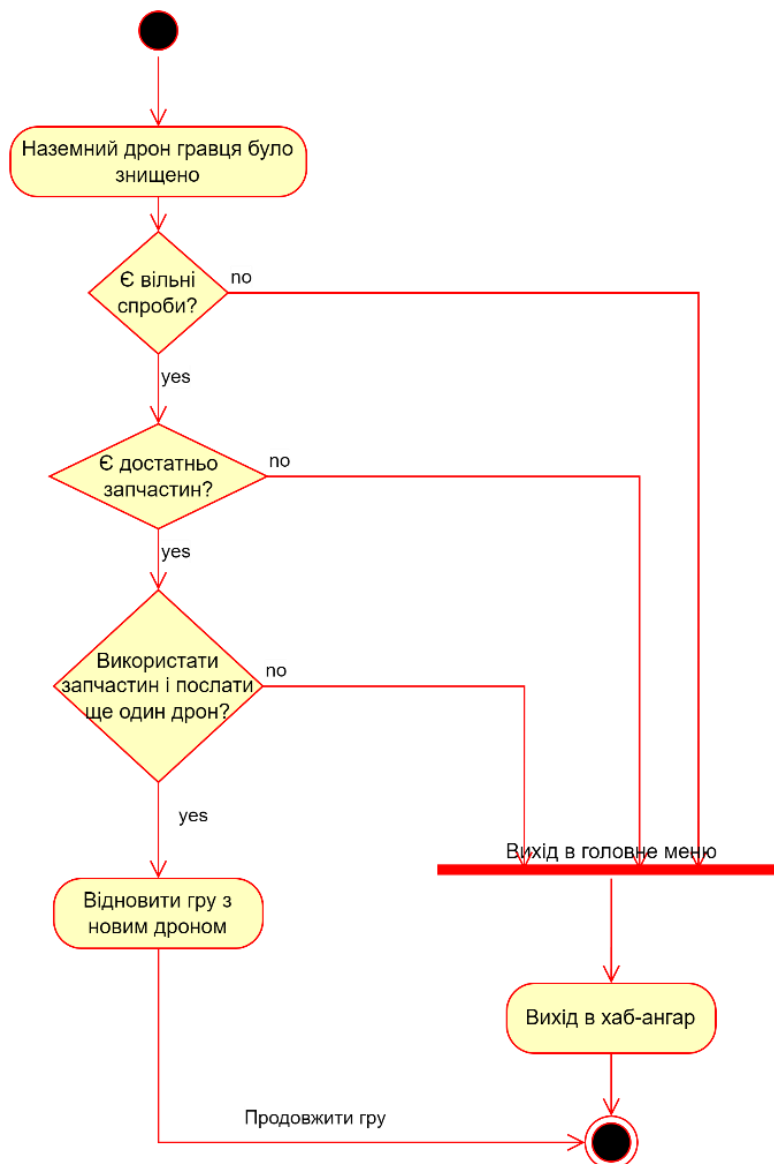 Наземний дрон гравця було
знищено
Є вільні
спроби?
no
yes
Є достатньо
запчастин?
no
yes
Використати
запчастин і послати
ще один дрон?
no
yes
Вихід в головне меню
Відновити гру з
новим дроном
Вихід в хаб-ангар
Продовжити гру